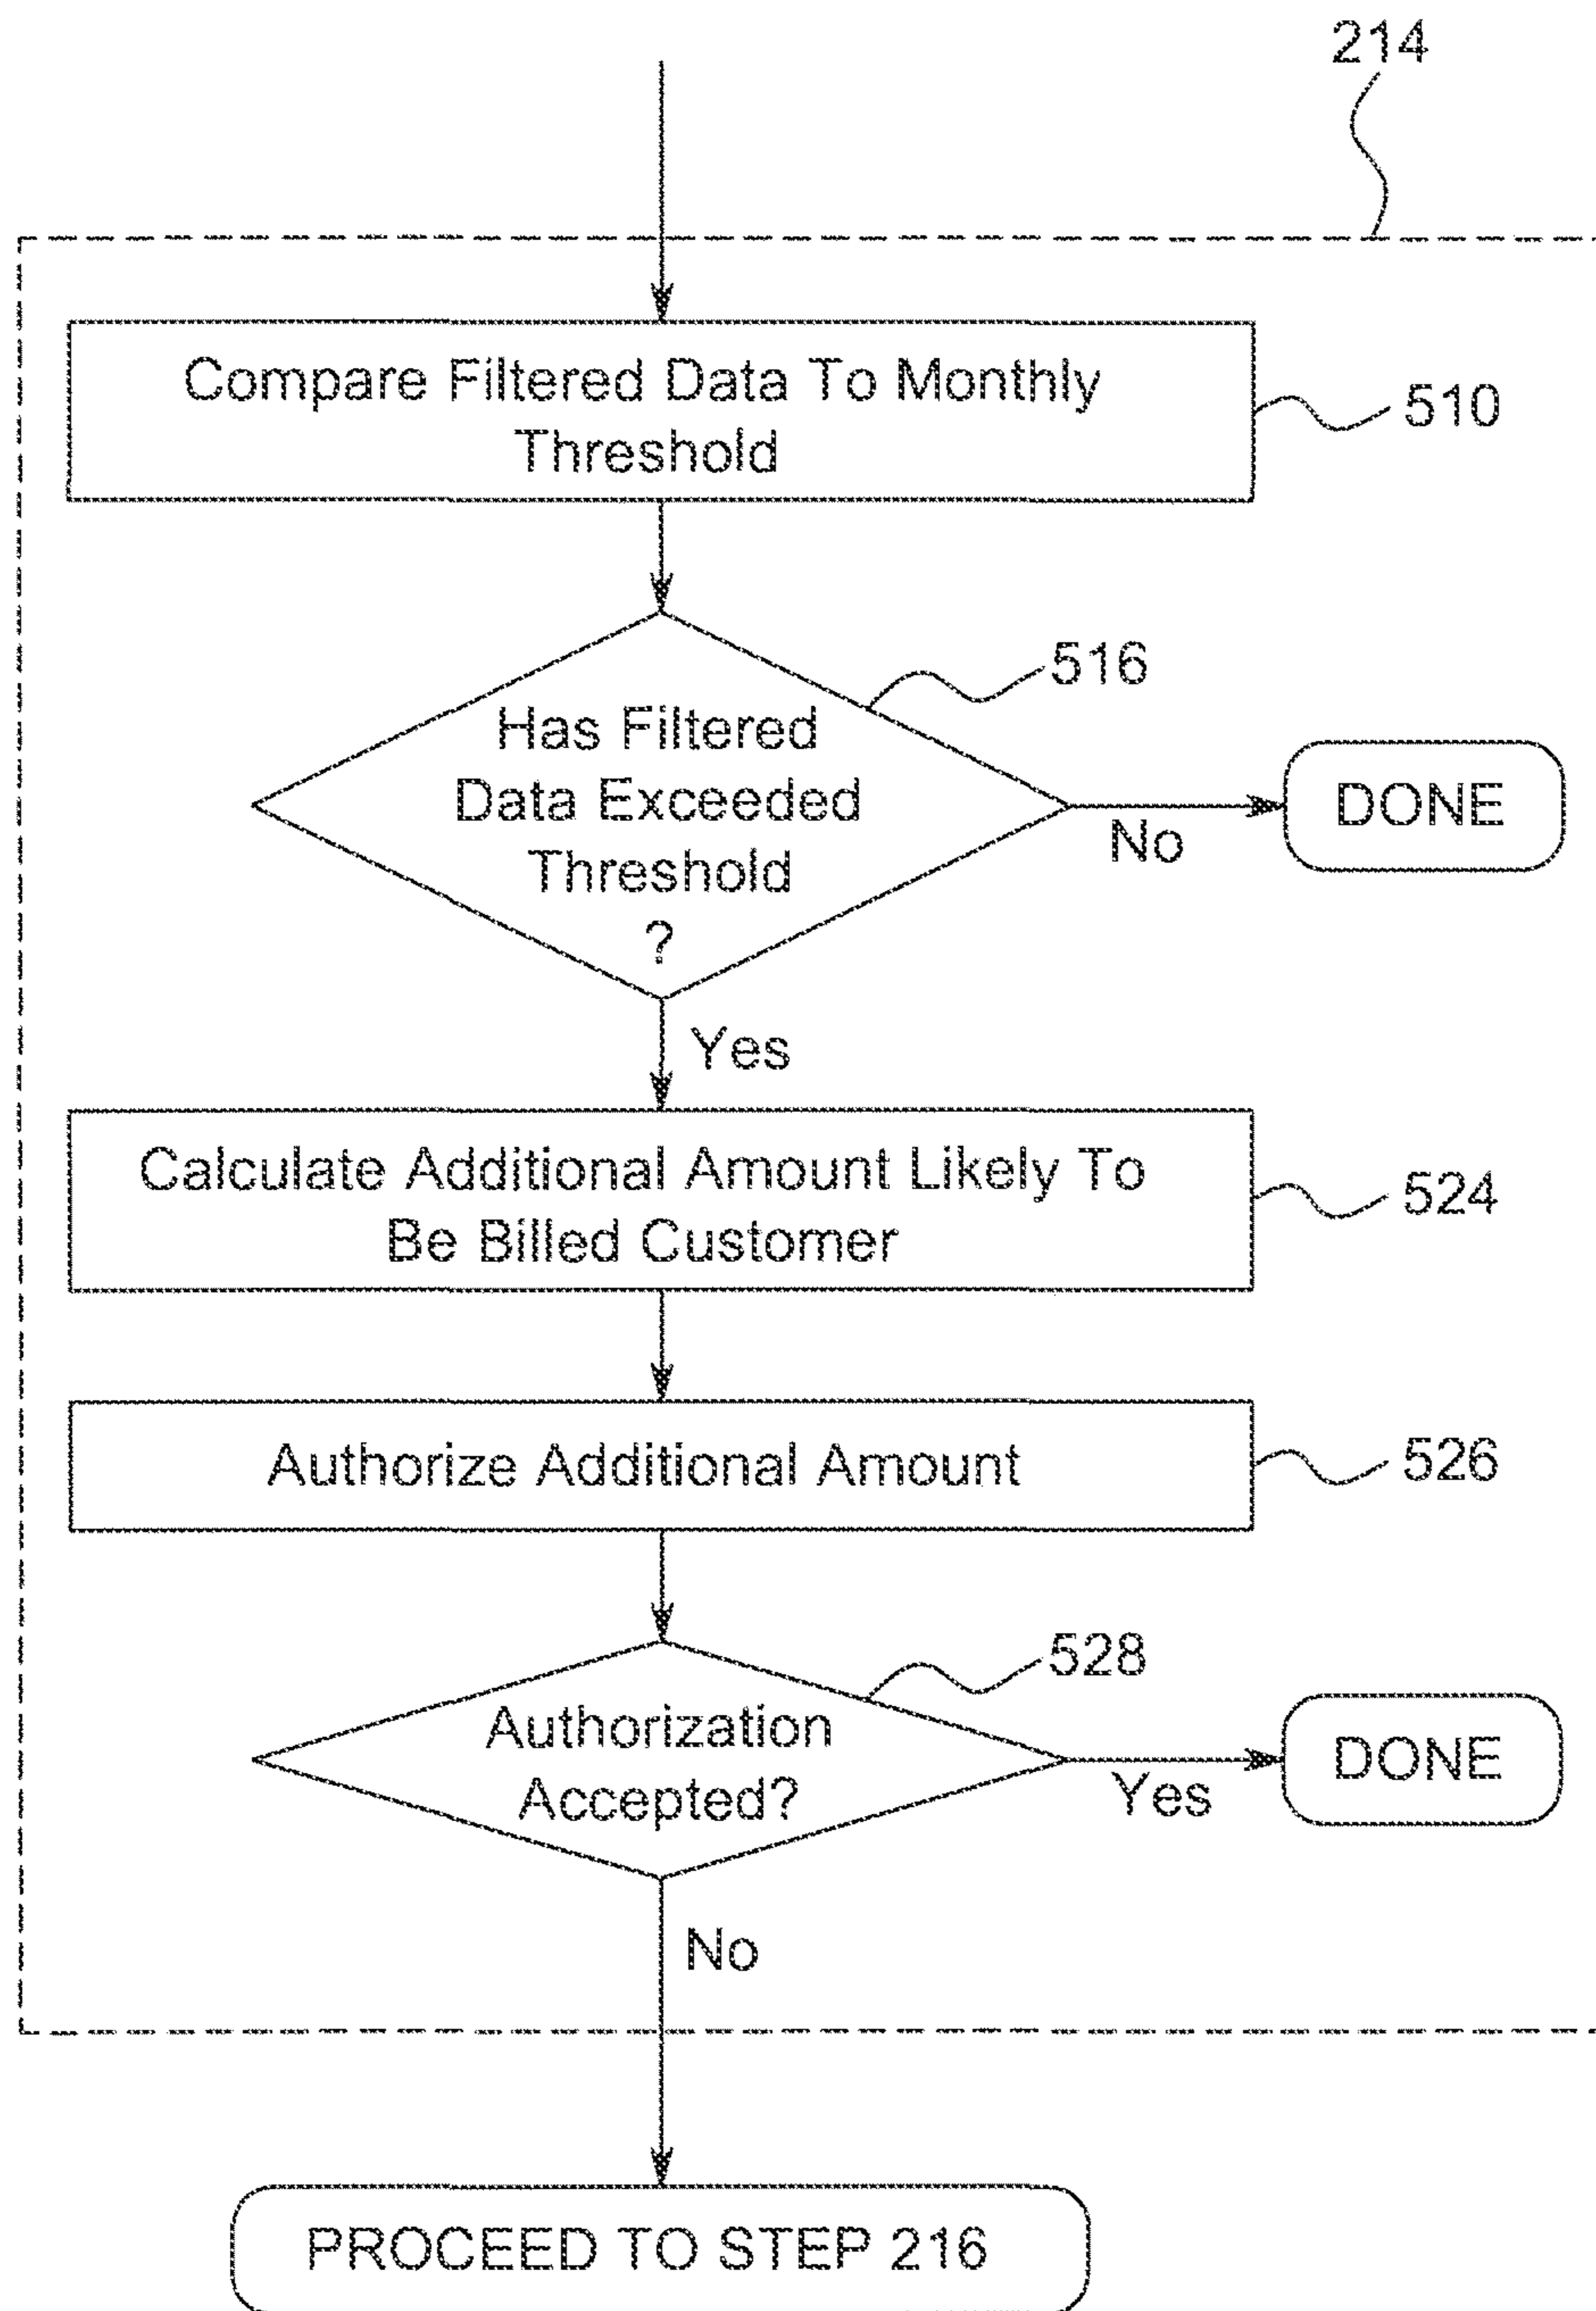 214
Compare Filtered Data To Monthly
Threshold
510
516
Has Filtered
Data Exceeded
Threshold
?
No
DONE
Yes
Calculate Additional Amount Likely To
Be Billed Customer
524
Authorize Additional Amount
526
528
Authorization
Accepted?
Yes
DONE
No
PROCEED TO STEP 216